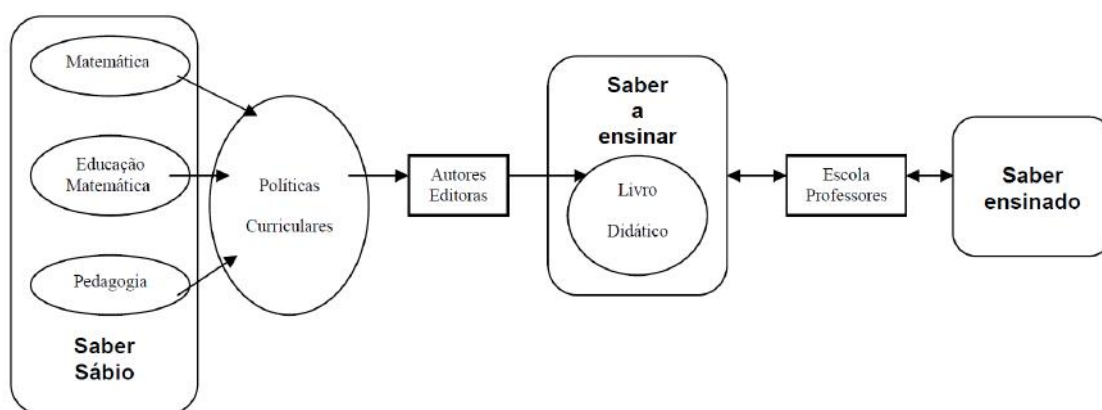 Matemática
Educação
Matemática
Pedagogia
Saber
Sábio
Políticas
Curriculares
Autores
Editoras
Saber
a
ensinar
Livro
Didático
Escola
Professores
Saber
ensinado